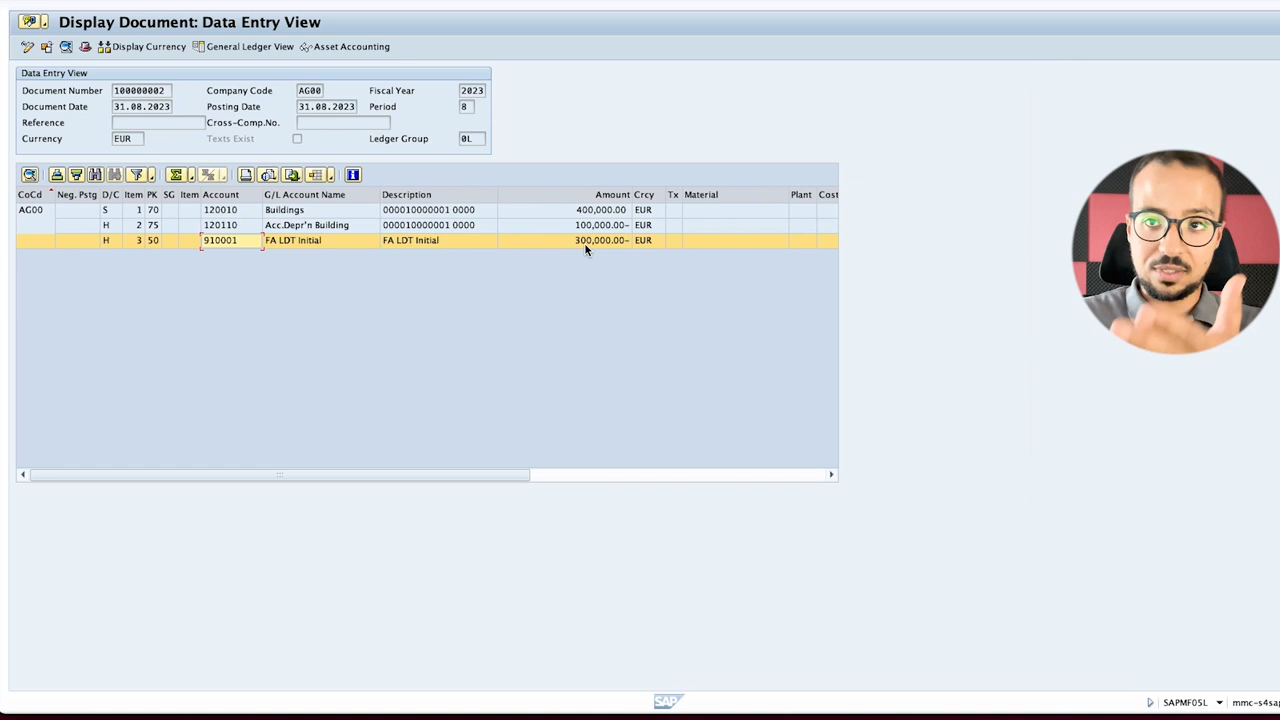 Display Document: Data Entry View
Display Currency General Ledger View Asset Accounting
Data Entry View
Document Number 100000002 Company Code AG00 Fiscal Year 2023
Document Date 31.08.2023 Posting Date 31.08.2023 Period 8
Reference Cross-Comp.No.
Currency EUR Texts Exist Ledger Group 0L
CoCd Neg. Pstg D/C Item PK SG Item Account G/L Account Name Description Amount Crcy Tx Material Plant Cost
AG00 S 1 70 120010 Buildings 000010000001 0000 400,000.00 EUR
H 2 75 120110 Acc.Depr'n Building 000010000001 0000 100,000.00- EUR
H 3 50 910001 FA LDT Initial FA LDT Initial 300,000.00- EUR
SAP SAPMF05L mmc-s4sap